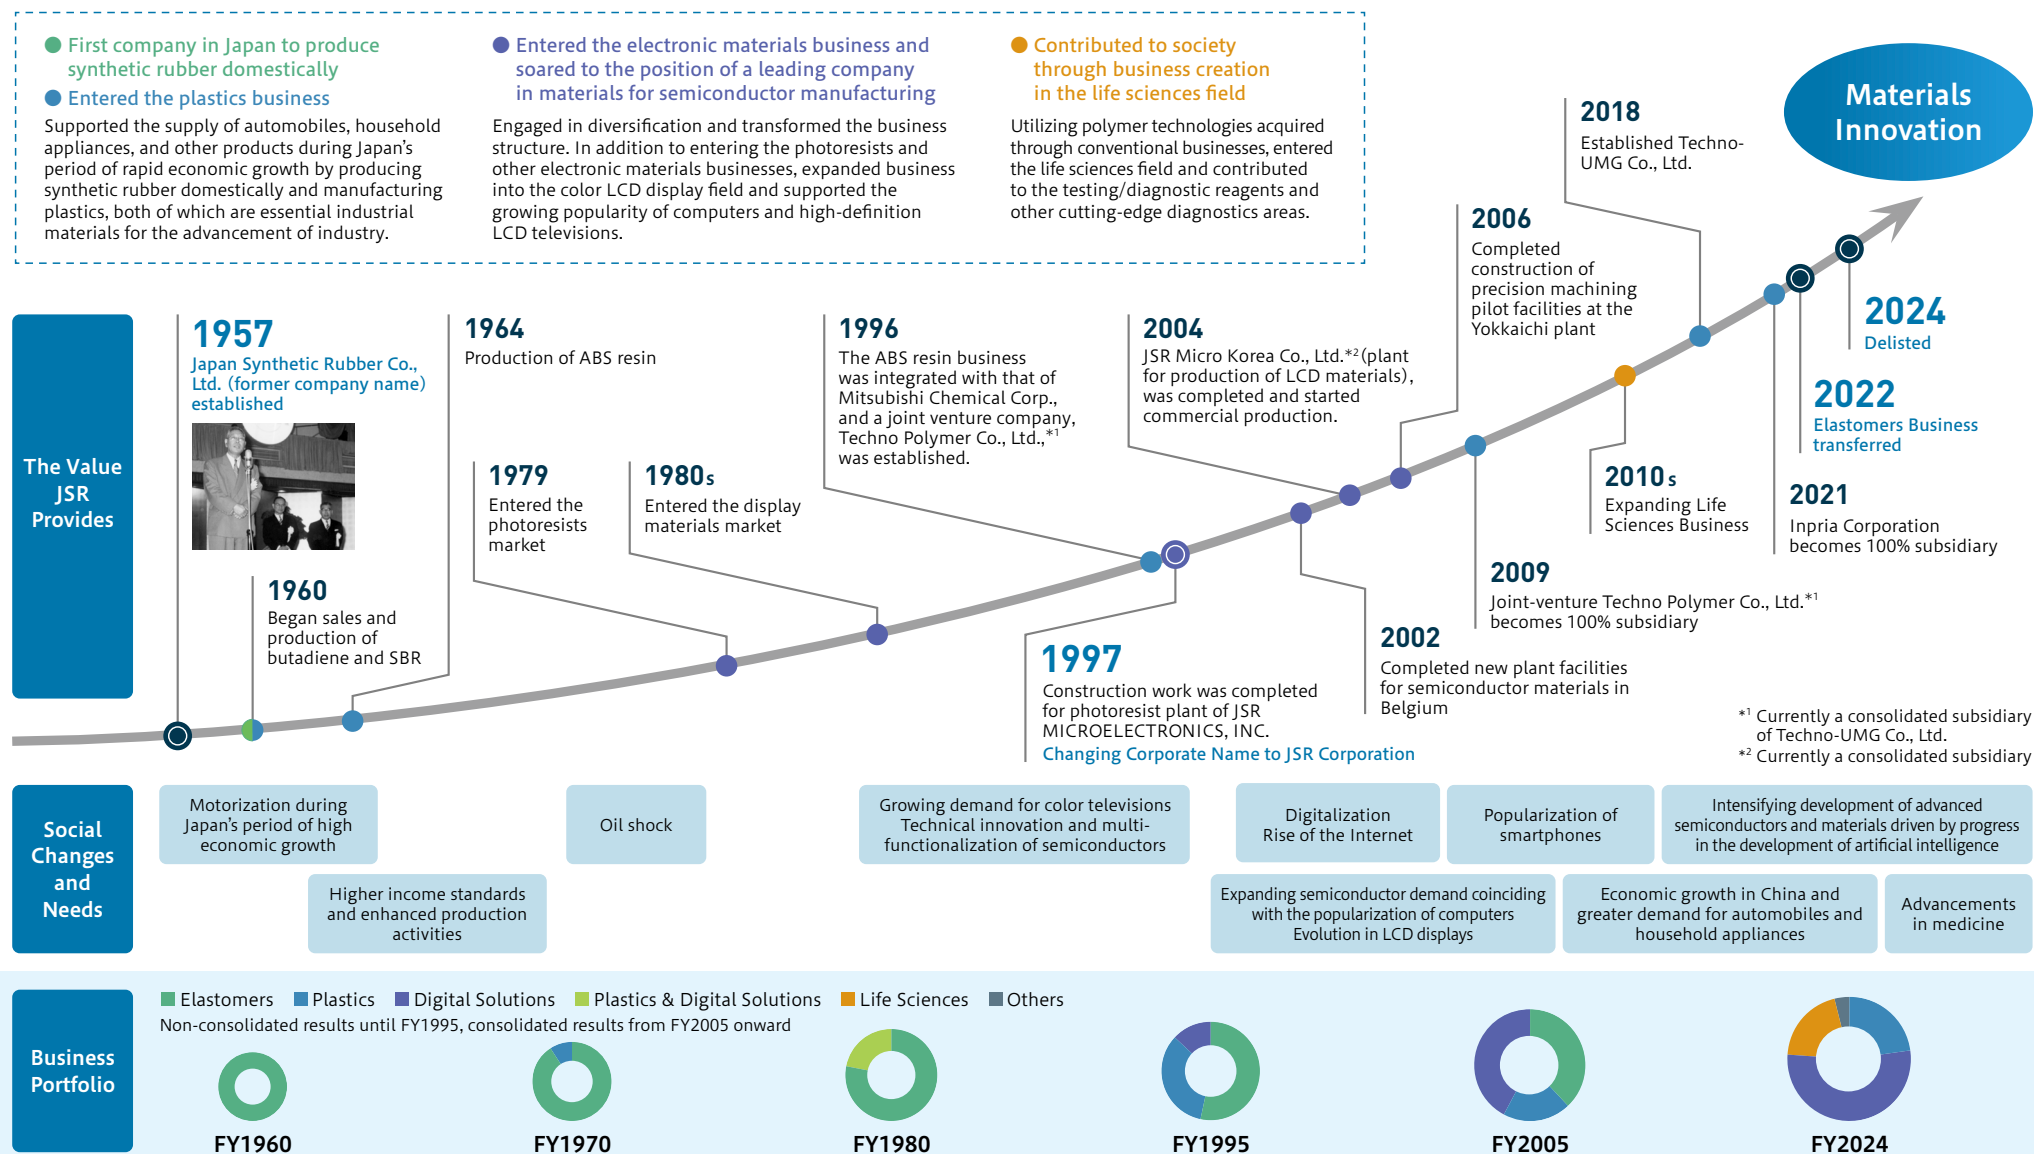 First company in Japan to produce
synthetic rubber domestically
Entered the plastics business
Supported the supply of automobiles, household
appliances, and other products during Japan's
period of rapid economic growth by producing
synthetic rubber domestically and manufacturing
plastics, both of which are essential industrial
materials for the advancement of industry.
Entered the electronic materials business and
soared to the position of a leading company
in materials for semiconductor manufacturing
Engaged in diversification and transformed the business
structure. In addition to entering the photoresists and
other electronic materials businesses, expanded business
into the color LCD display field and supported the
growing popularity of computers and high-definition
LCD televisions.
Contributed to society
through business creation
in the life sciences field
Utilizing polymer technologies acquired
through conventional businesses, entered
the life sciences field and contributed
to the testing/diagnostic reagents and
other cutting-edge diagnostics areas.
Materials
Innovation
The Value
JSR
Provides
1957
Japan Synthetic Rubber Co.,
Ltd. (former company name)
established
1960
Began sales and
production of
butadiene and SBR
1964
Production of ABS resin
1979
Entered the
photoresists
market
1980s
Entered the display
materials market
1996
The ABS resin business
was integrated with that of
Mitsubishi Chemical Corp.,
and a joint venture company,
Techno Polymer Co., Ltd.,*1
was established.
1997
Construction work was completed
for photoresist plant of JSR
MICROELECTRONICS, INC.
Changing Corporate Name to JSR Corporation
2002
Completed new plant facilities
for semiconductor materials in
Belgium
2004
JSR Micro Korea Co., Ltd.*2 (plant
for production of LCD materials),
was completed and started
commercial production.
2006
Completed
construction of
precision machining
pilot facilities at the
Yokkaichi plant
2009
Joint-venture Techno Polymer Co., Ltd.*1
becomes 100% subsidiary
2010s
Expanding Life
Sciences Business
2018
Established Techno-
UMG Co., Ltd.
2021
Inpria Corporation
becomes 100% subsidiary
2022
Elastomers Business
transferred
2024
Delisted
*1 Currently a consolidated subsidiary
of Techno-UMG Co., Ltd.
*2 Currently a consolidated subsidiary
Social
Changes
and
Needs
Motorization during
Japan's period of high
economic growth
Higher income standards
and enhanced production
activities
Oil shock
Growing demand for color televisions
Technical innovation and multi-
functionalization of semiconductors
Digitalization
Rise of the Internet
Expanding semiconductor demand coinciding
with the popularization of computers
Evolution in LCD displays
Popularization of
smartphones
Economic growth in China and
greater demand for automobiles and
household appliances
Intensifying development of advanced
semiconductors and materials driven by progress
in the development of artificial intelligence
Advancements
in medicine
Business
Portfolio
Elastomers Plastics Digital Solutions Plastics & Digital Solutions Life Sciences Others
Non-consolidated results until FY1995, consolidated results from FY2005 onward
FY1960
FY1970
FY1980
FY1995
FY2005
FY2024